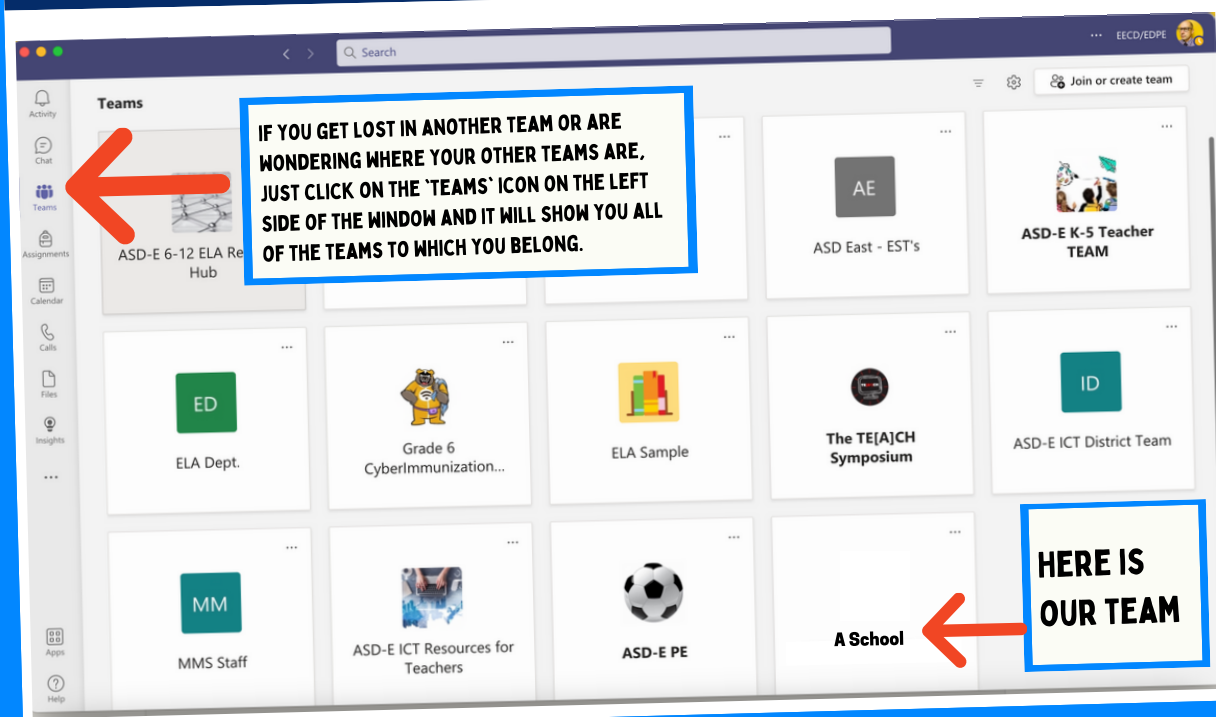 Search
EECD/EDPE
Activity
Chat
Teams
Assignments
Calendar
Calls
Files
Insights
Apps
Help
Teams
Join or create team
IF YOU GET LOST IN ANOTHER TEAM OR ARE
WONDERING WHERE YOUR OTHER TEAMS ARE,
JUST CLICK ON THE `TEAMS` ICON ON THE LEFT
SIDE OF THE WINDOW AND IT WILL SHOW YOU ALL
OF THE TEAMS TO WHICH YOU BELONG.
ASD-E 6-12 ELA
Hub
AE
ASD East - EST's
ASD-E K-5 Teacher
TEAM
ED
ELA Dept.
Grade 6
CyberImmunization...
ELA Sample
The TE[A]CH
Symposium
ID
ASD-E ICT District Team
MM
MMS Staff
ASD-E ICT Resources for
Teachers
ASD-E PE
A School
HERE IS
OUR TEAM